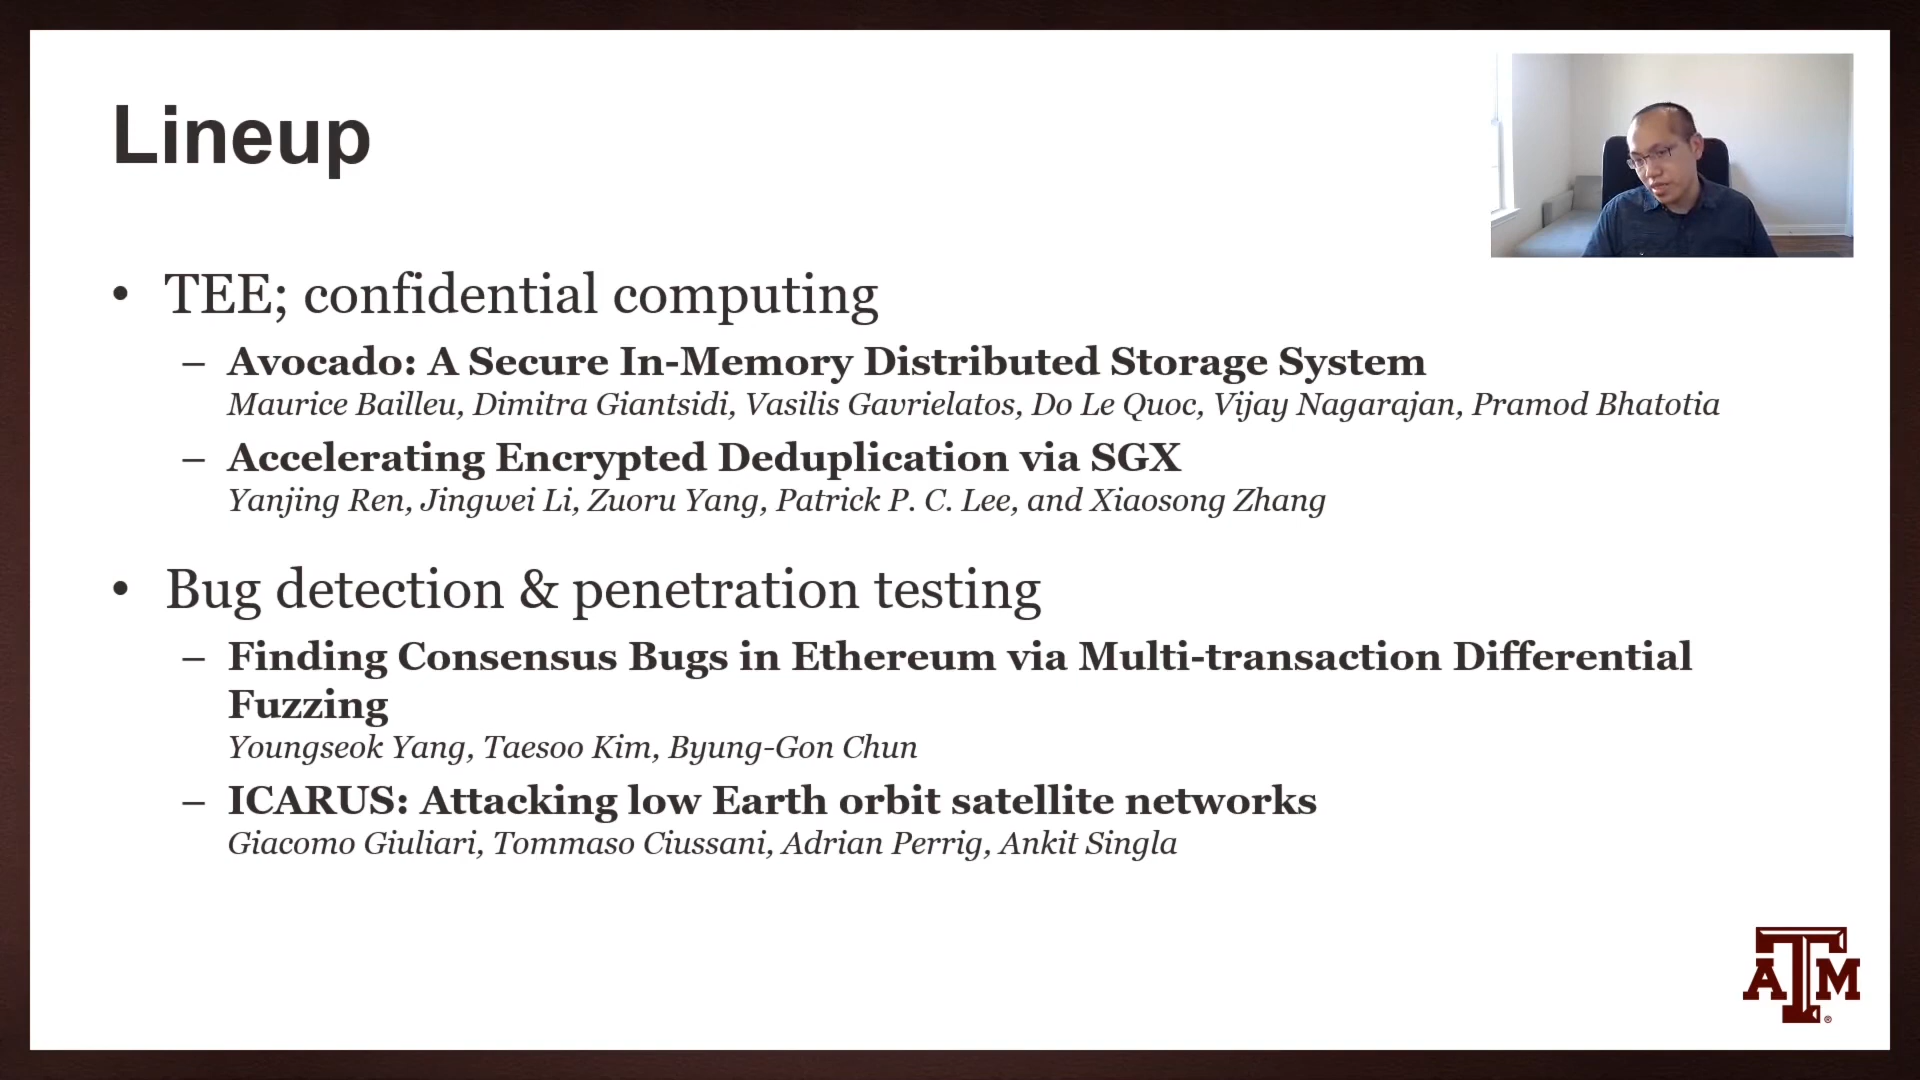 Lineup
• TEE; confidential computing
– Avocado: A Secure In-Memory Distributed Storage System
Maurice Bailleu, Dimitra Giantsidi, Vasilis Gavrielatos, Do Le Quoc, Vijay Nagarajan, Pramod Bhatotia
– Accelerating Encrypted Deduplication via SGX
Yanjing Ren, Jingwei Li, Zuoru Yang, Patrick P. C. Lee, and Xiaosong Zhang
• Bug detection & penetration testing
– Finding Consensus Bugs in Ethereum via Multi-transaction Differential
Fuzzing
Youngseok Yang, Taesoo Kim, Byung-Gon Chun
– ICARUS: Attacking low Earth orbit satellite networks
Giacomo Giuliari, Tommaso Ciussani, Adrian Perrig, Ankit Singla
ATM®